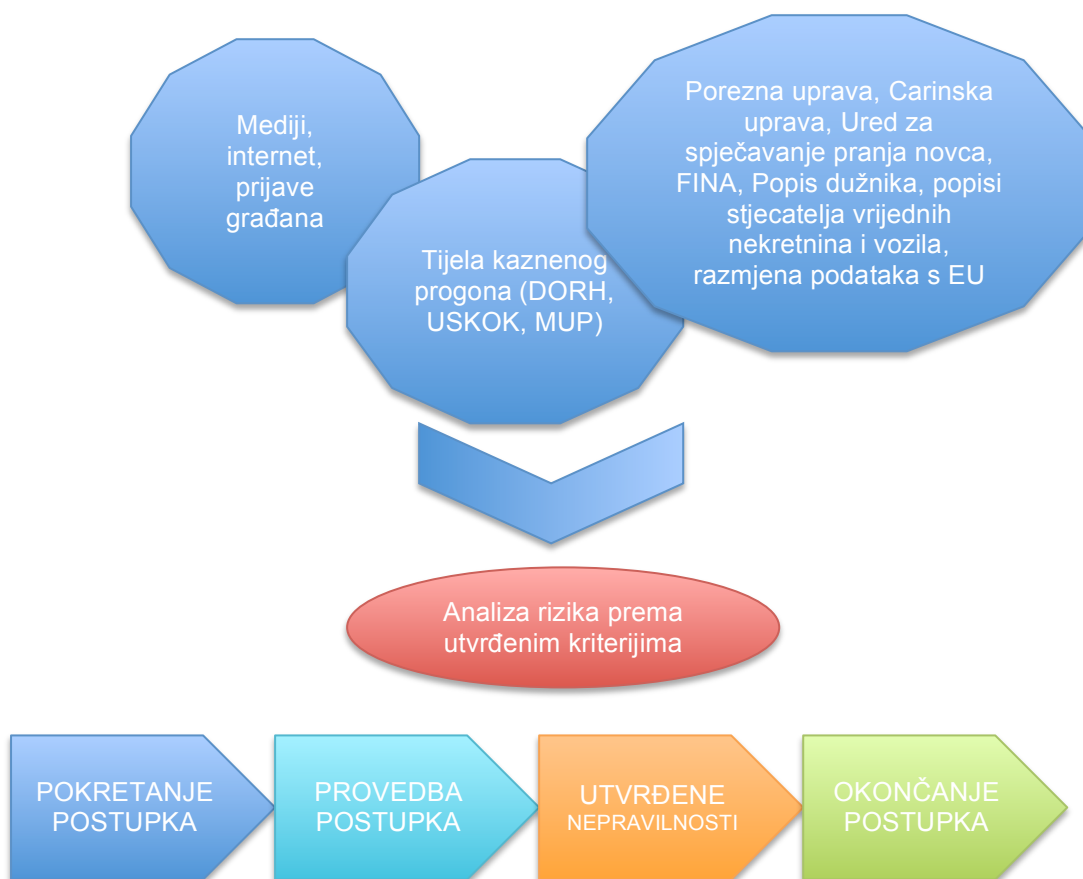 Mediji,
internet,
prijave
građana
Tijela kaznenog
progona (DORH,
USKOK, MUP)
Porezna uprava, Carinska
uprava, Ured za
spječavanje pranja novca,
FINA, Popis dužnika, popisi
stjecatelja vrijednih
nekretnina i vozila,
razmjena podataka s EU
Analiza rizika prema
utvrđenim kriterijima
POKRETANJE
POSTUPKA
PROVEDBA
POSTUPKA
UTVRĐENE
NEPRAVILNOSTI
OKONČANJE
POSTUPKA